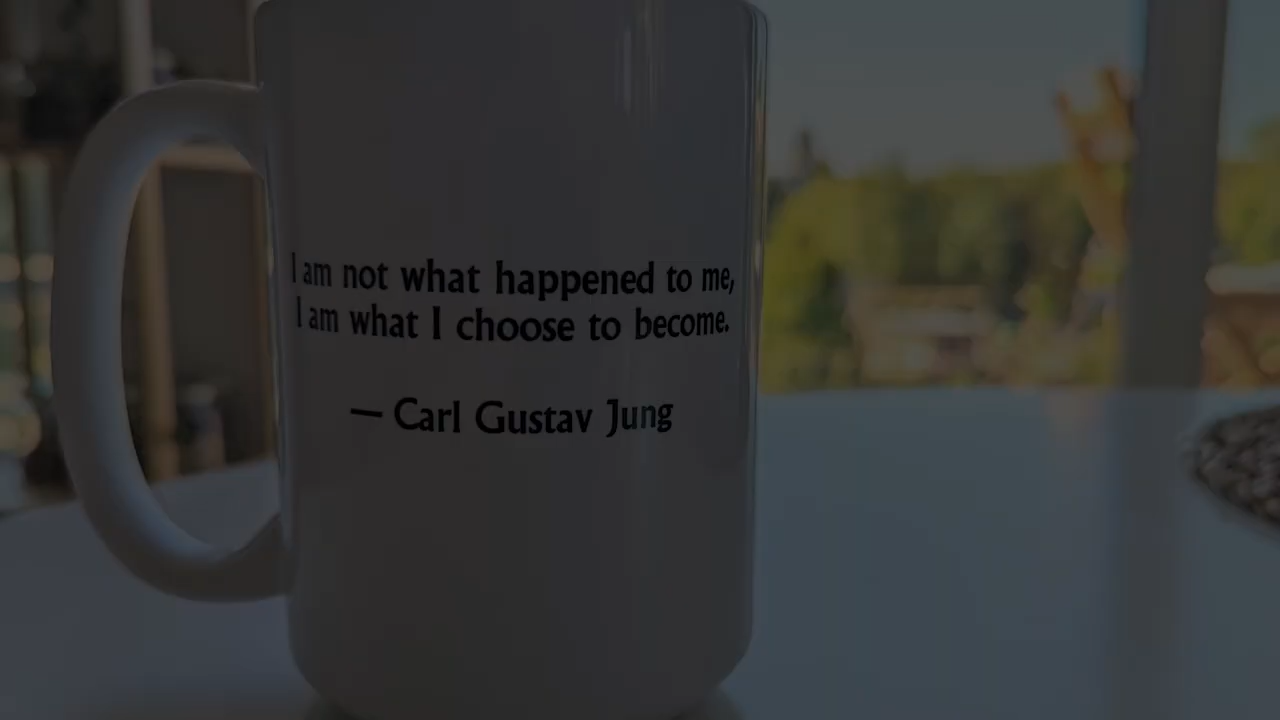 I am not what happened to me,
I am what I choose to become.
— Carl Gustav Jung